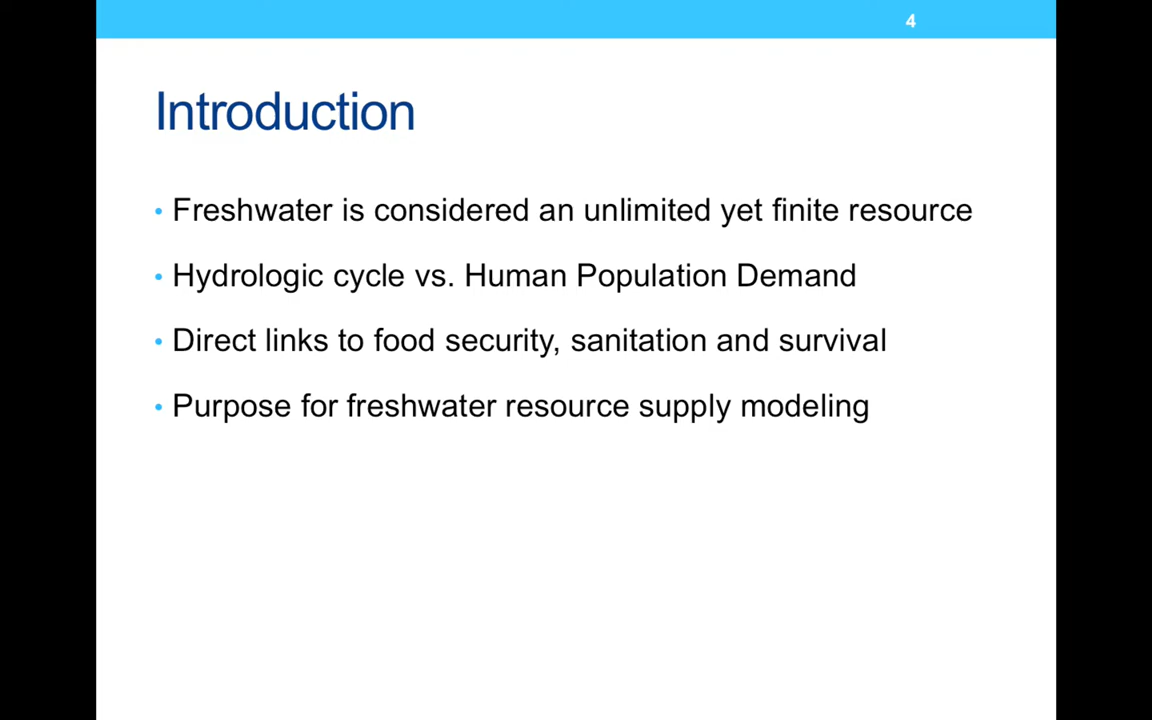 4
Introduction
• Freshwater is considered an unlimited yet finite resource
• Hydrologic cycle vs. Human Population Demand
• Direct links to food security, sanitation and survival
• Purpose for freshwater resource supply modeling